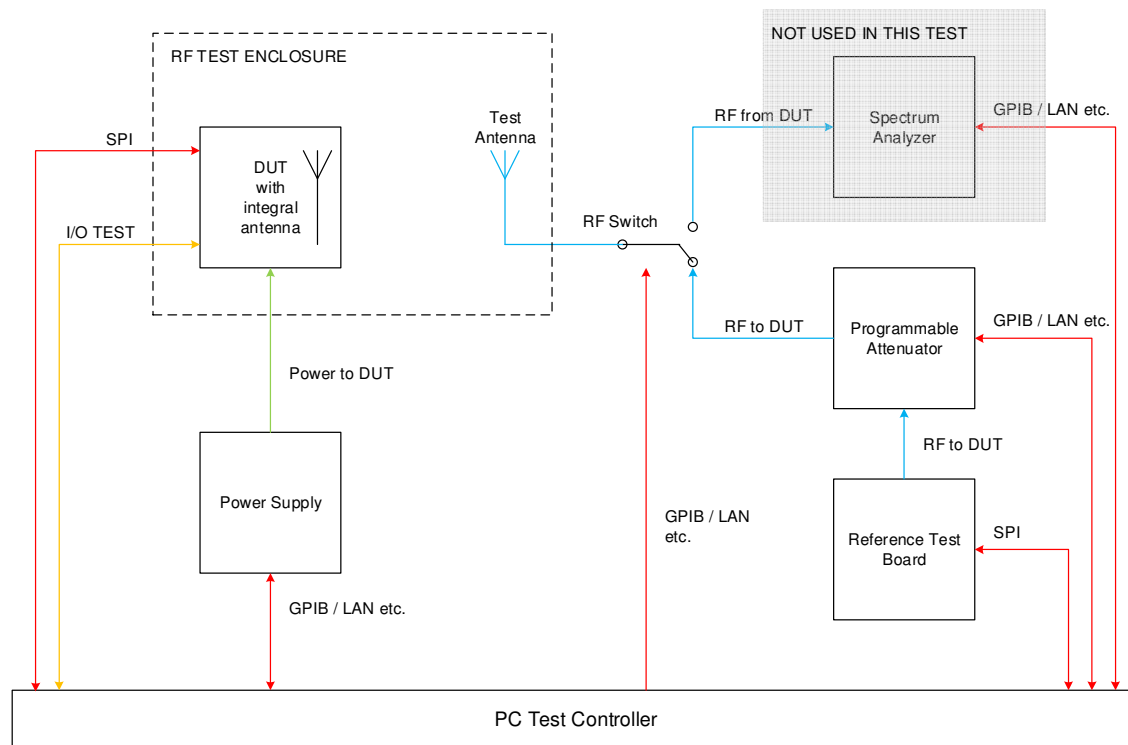 NOT USED IN THIS TEST
RF TEST ENCLOSURE
Test
Antenna
RF from DUT
Spectrum
Analyzer
GPIB / LAN etc.
SPI
DUT
with
integral
antenna
I/O TEST
RF Switch
RF to DUT
Programmable
Attenuator
GPIB / LAN etc.
Power to DUT
RF to DUT
Power Supply
GPIB / LAN
etc.
Reference Test
Board
SPI
GPIB / LAN etc.
PC Test Controller